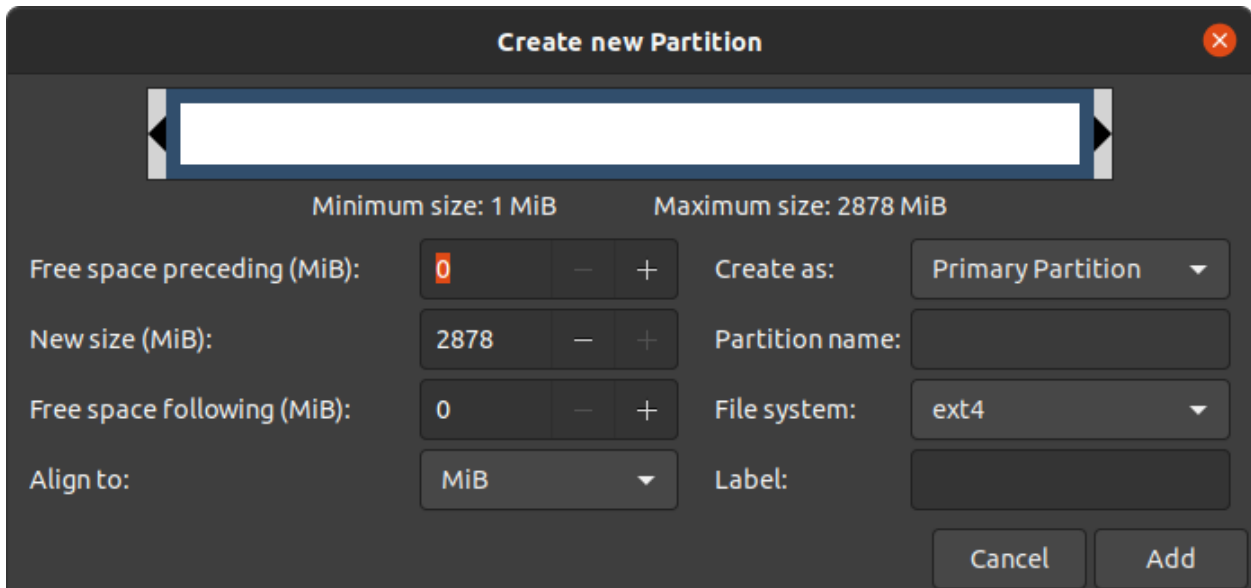 Create new Partition
Minimum size: 1 MiB Maximum size: 2878 MiB
Free space preceding (MiB): 0 − + Create as: Primary Partition
New size (MiB): 2878 − + Partition name:
Free space following (MiB): 0 − + File system: ext4
Align to: MiB Label:
Cancel Add